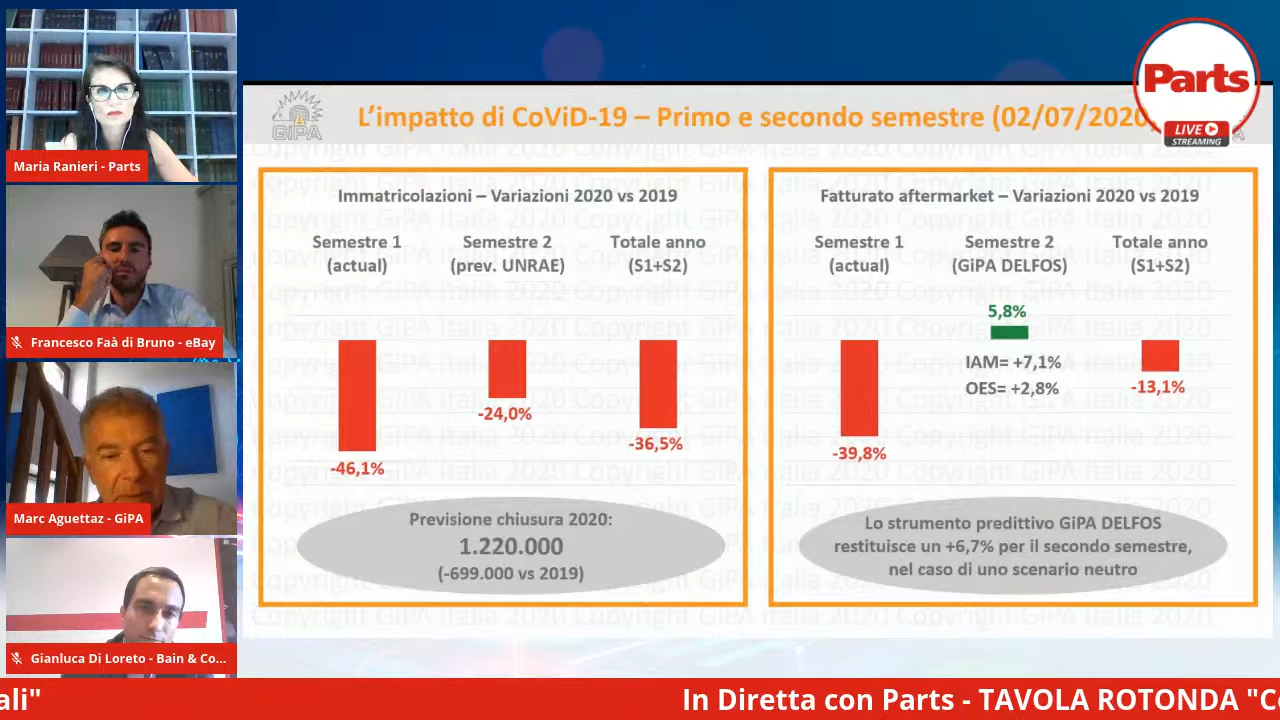 Maria Ranieri - Parts
Francesco Faà di Bruno - eBay
Marc Aguettaz - GiPA
Gianluca Di Loreto - Bain & Co...
GiPA
L'impatto di CoViD-19 – Primo e secondo semestre (02/07/2020
Parts
LIVE
STREAMING
Immatricolazioni – Variazioni 2020 vs 2019
Semestre 1 Semestre 2 Totale anno
(actual) (prev. UNRAE) (S1+S2)
-24,0%
-36,5%
-46,1%
Previsione chiusura 2020:
1.220.000
(-699.000 vs 2019)
Fatturato aftermarket – Variazioni 2020 vs 2019
Semestre 1 Semestre 2 Totale anno
(actual) (GiPA DELFOS) (S1+S2)
5,8%
IAM= +7,1%
OES= +2,8%
-13,1%
-39,8%
Lo strumento predittivo GiPA DELFOS
restituisce un +6,7% per il secondo semestre,
nel caso di uno scenario neutro
Copyright GiPA Italia 2020
ali" In Diretta con Parts - TAVOLA ROTONDA "C